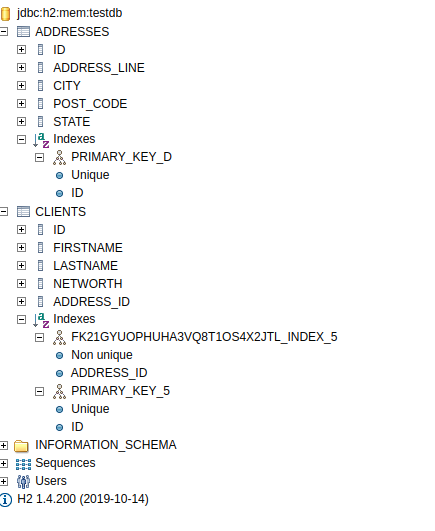 jdbc:h2:mem:testdb
ADDRESSES
ID
ADDRESS_LINE
CITY
POST_CODE
STATE
Indexes
PRIMARY_KEY_D
Unique
ID
CLIENTS
ID
FIRSTNAME
LASTNAME
NETWORTH
ADDRESS_ID
Indexes
FK21GYUOPHUHA3VQ8T1OS4X2JTL_INDEX_5
Non unique
ADDRESS_ID
PRIMARY_KEY_5
Unique
ID
INFORMATION_SCHEMA
Sequences
Users
H2 1.4.200 (2019-10-14)